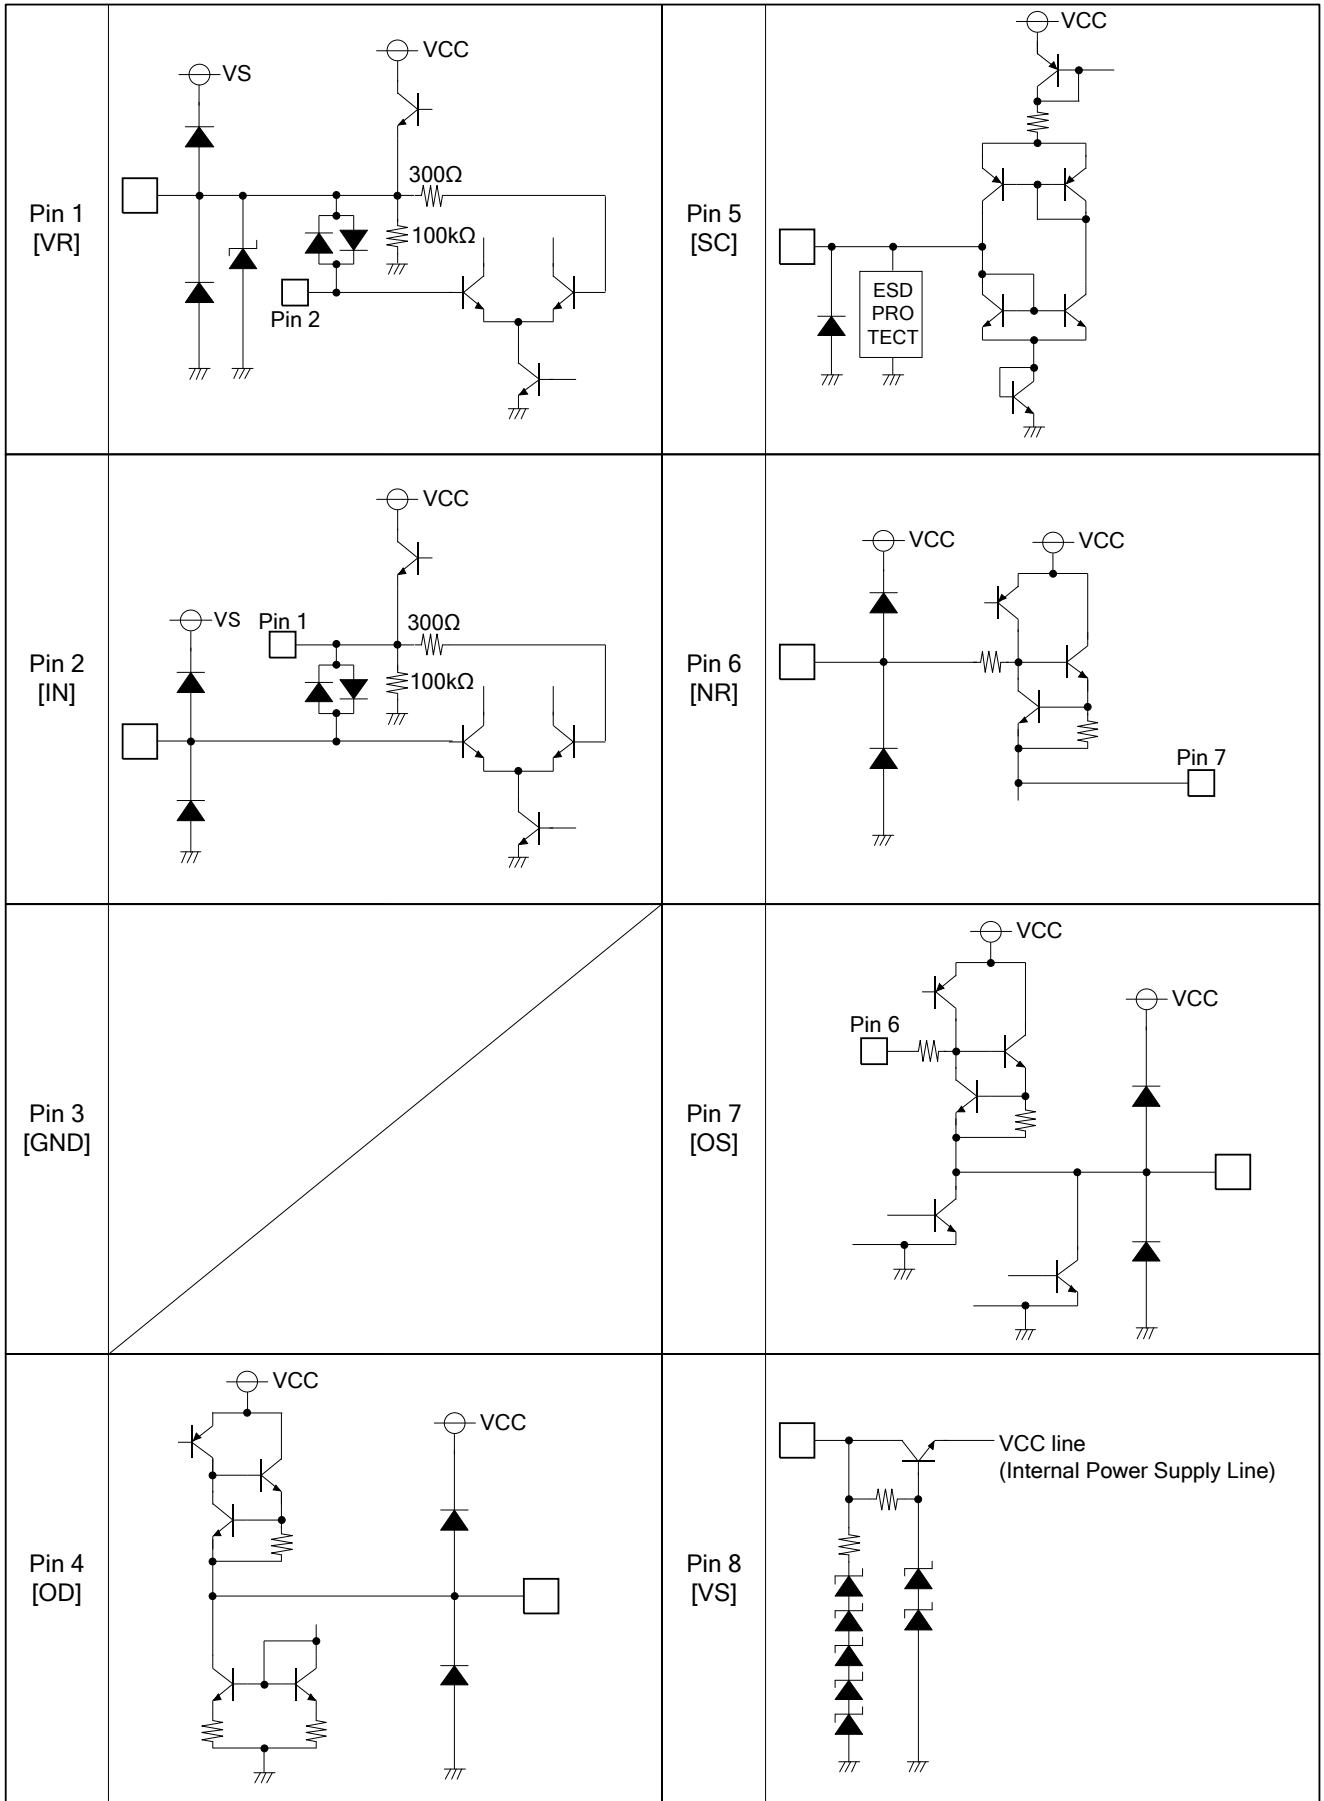 Pin 1
[VR]
VS
VCC
300Ω
100kΩ
Pin 2
Pin 5
[SC]
VCC
ESD
PRO
TECT
Pin 2
[IN]
VCC
VS
Pin 1
300Ω
100kΩ
Pin 6
[NR]
VCC
VCC
Pin 7
Pin 3
[GND]
Pin 7
[OS]
VCC
VCC
Pin 6
Pin 4
[OD]
VCC
VCC
Pin 8
[VS]
VCC line
(Internal Power Supply Line)